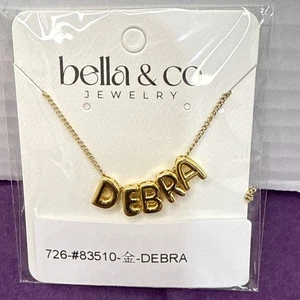 bella & co
JEWELRY
DEBRA
726-#83510-金-DEBRA